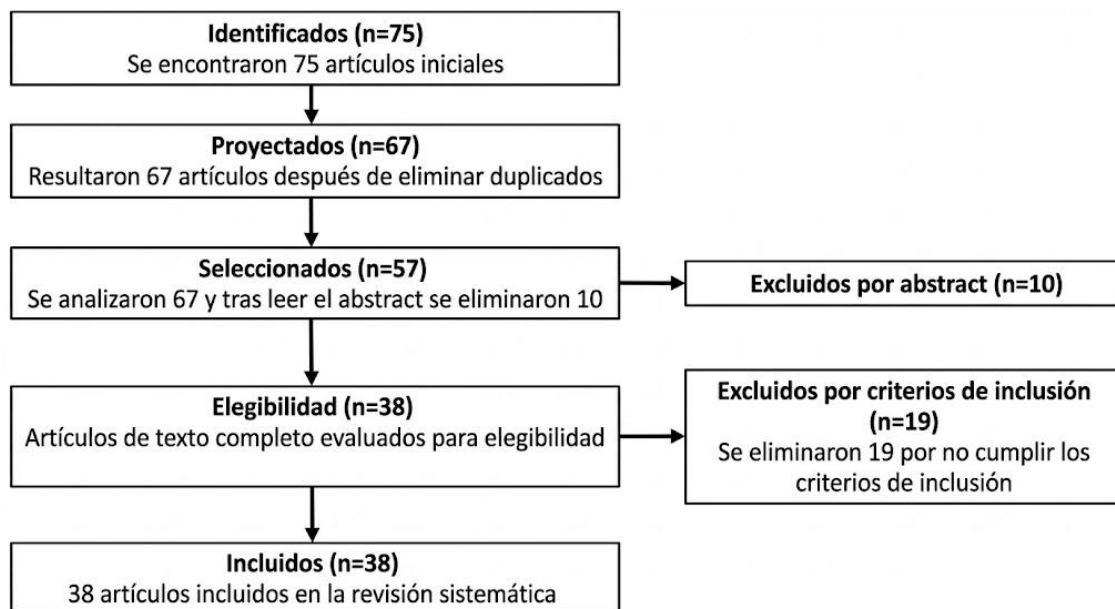 Identificados (n=75)
Se encontraron 75 artículos iniciales
Proyectados (n=67)
Resultaron 67 artículos después de eliminar duplicados
Seleccionados (n=57)
Se analizaron 67 y tras leer el abstract se eliminaron 10
Excluidos por abstract (n=10)
Elegibilidad (n=38)
Artículos de texto completo evaluados para elegibilidad
Excluidos por criterios de inclusión
(n=19)
Se eliminaron 19 por no cumplir los
criterios de inclusión
Incluidos (n=38)
38 artículos incluidos en la revisión sistemática